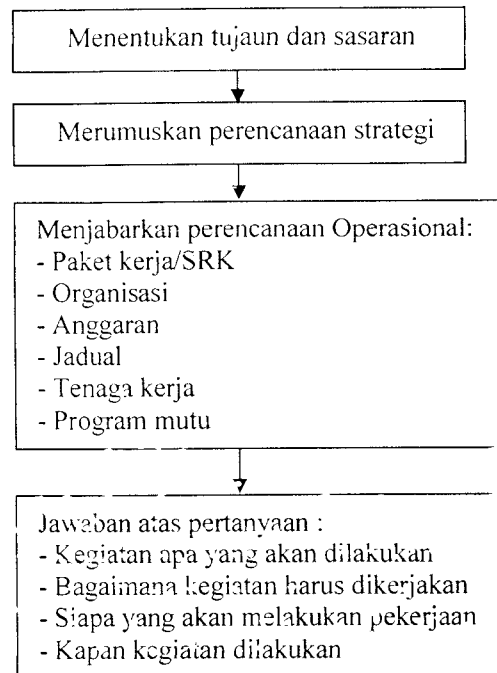 Menentukan tujaun dan sasaran
Merumuskan perencanaan strategi
Menjabarkan perencanaan Operasional:
- Paket kerja/SRK
- Organisasi
- Anggaran
- Jadual
- Tenaga kerja
- Program mutu
Jawaban atas pertanyaan :
- Kegiatan apa yang akan dilakukan
- Bagaimana kegiatan harus dikerjakan
- Siapa yang akan melakukan pekerjaan
- Kapan kegiatan dilakukan